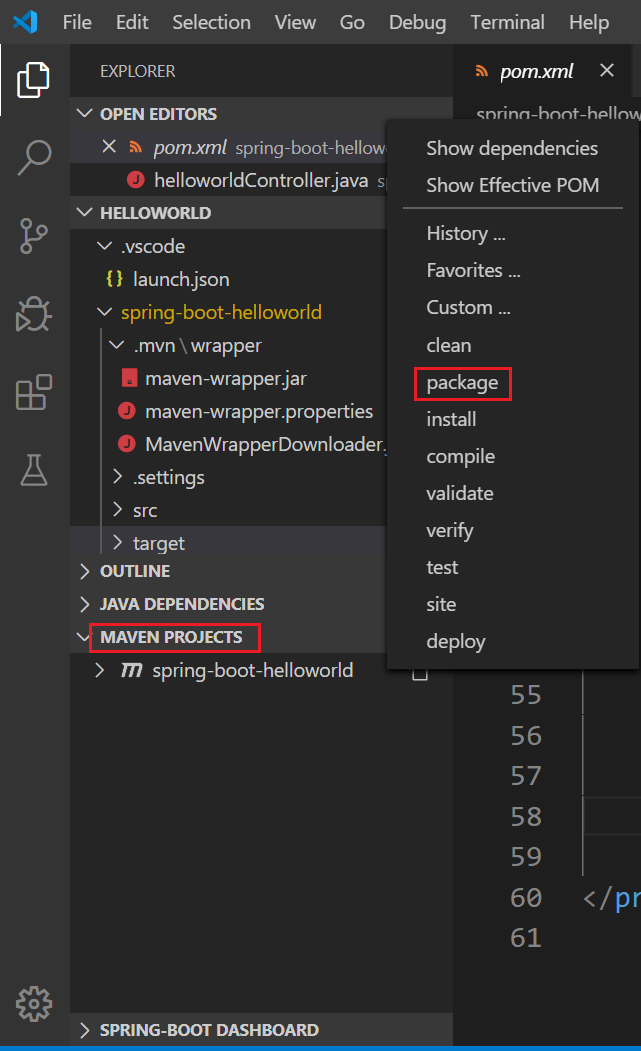 File Edit Selection View Go Debug Terminal Help
EXPLORER
OPEN EDITORS
pom.xml spring-boot-hellow
helloworldController.java
HELLOWORLD
.vscode
{} launch.json
spring-boot-helloworld
.mvn\wrapper
maven-wrapper.jar
maven-wrapper.properties
MavenWrapperDownloader.
.settings
src
target
OUTLINE
JAVA DEPENDENCIES
MAVEN PROJECTS
spring-boot-helloworld
SPRING-BOOT DASHBOARD
pom.xml
spring-boot-hellow
Show dependencies
Show Effective POM
History ...
Favorites ...
Custom ...
clean
package
install
compile
validate
verify
test
site
deploy
55
56
57
58
59
60 </pr
61